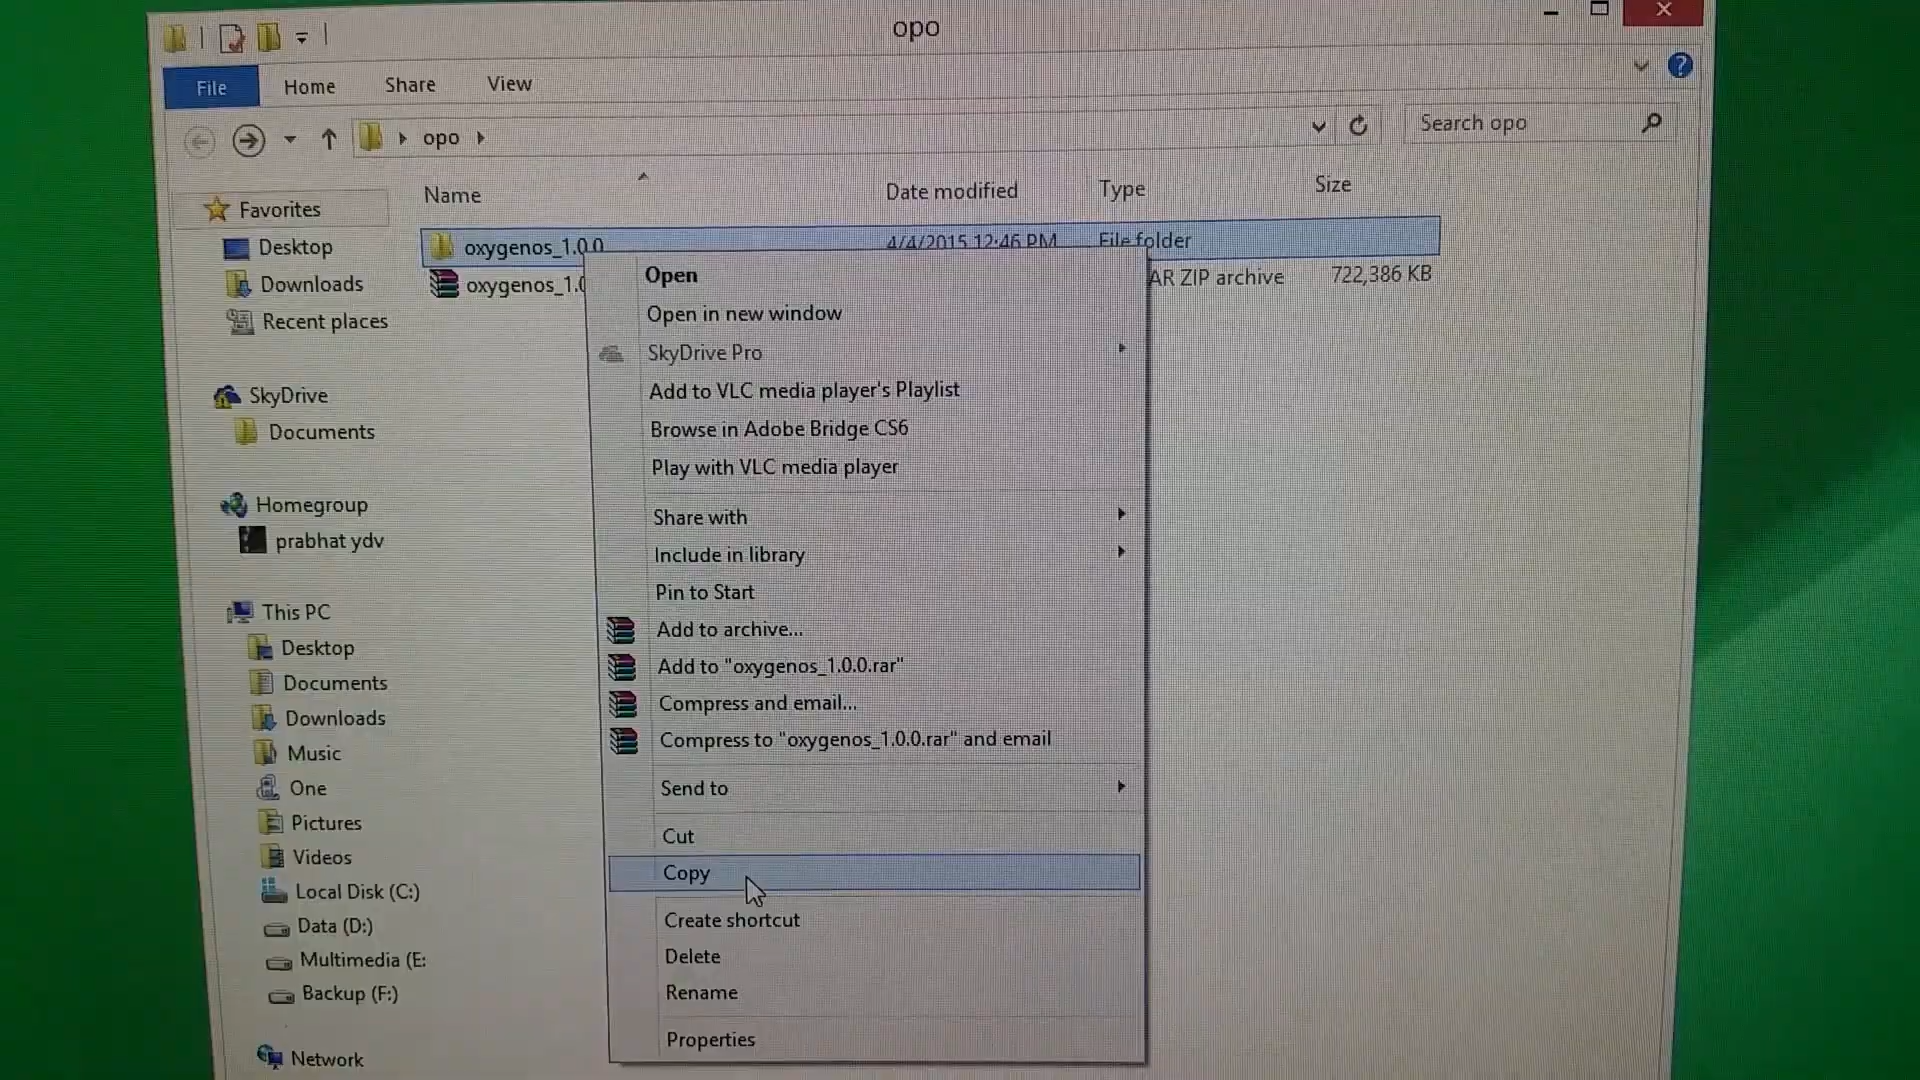 opo
File Home Share View
opo
Search opo
Name Date modified Type Size
oxygenos_1.0.0 4/4/2015 12:46 PM File folder
oxygenos_1.0 AR ZIP archive 722,386 KB
Favorites
Desktop
Downloads
Recent places
SkyDrive
Documents
Homegroup
prabhat ydv
This PC
Desktop
Documents
Downloads
Music
One
Pictures
Videos
Local Disk (C:)
Data (D:)
Multimedia (E:
Backup (F:)
Network
Open
Open in new window
SkyDrive Pro
Add to VLC media player's Playlist
Browse in Adobe Bridge CS6
Play with VLC media player
Share with
Include in library
Pin to Start
Add to archive...
Add to "oxygenos_1.0.0.rar"
Compress and email...
Compress to "oxygenos_1.0.0.rar" and email
Send to
Cut
Copy
Create shortcut
Delete
Rename
Properties